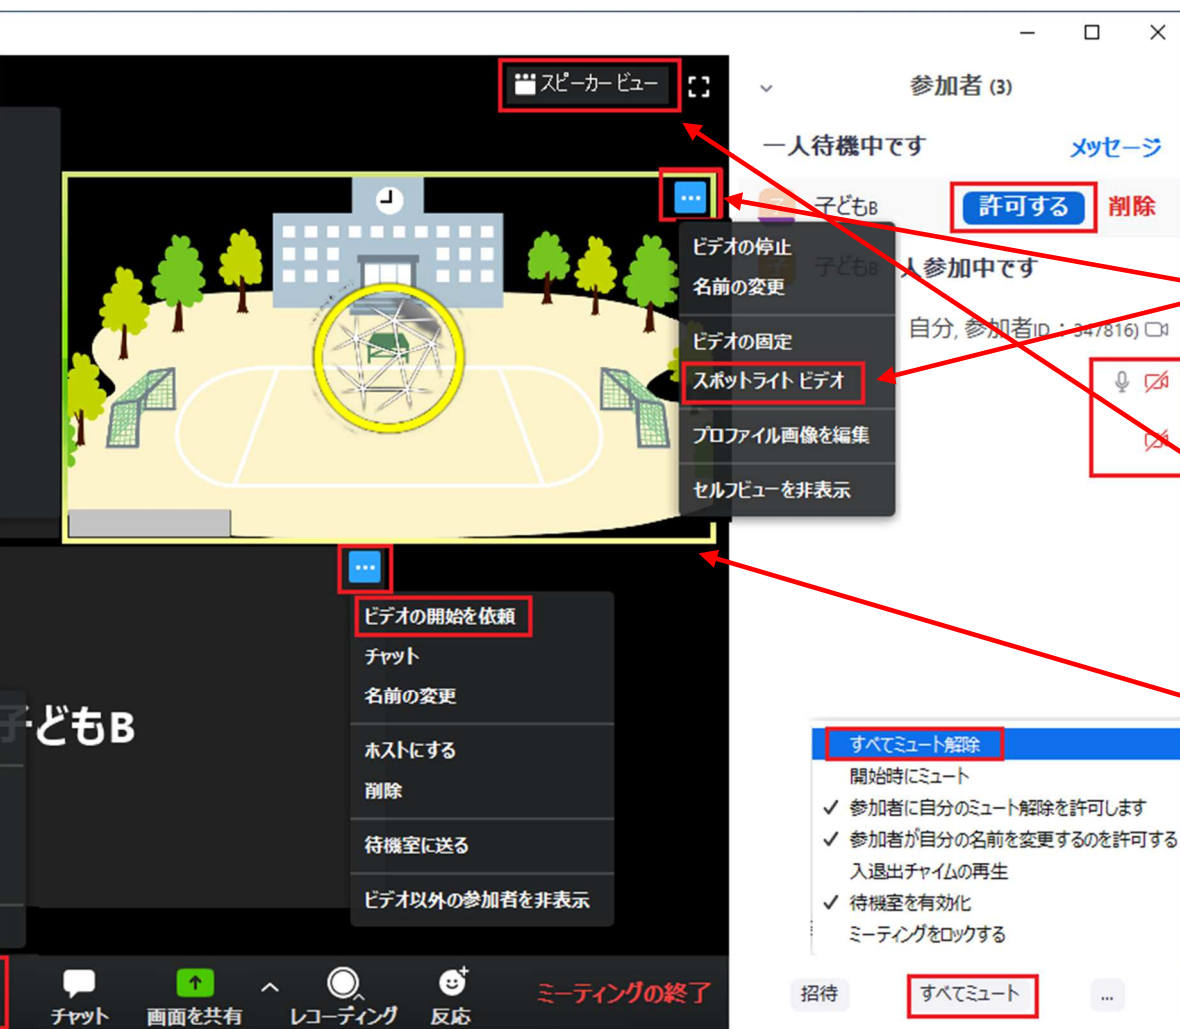 スピーカー ビュー
参加者 (3)
一人待機中です
メッセージ
子どもB
許可する
削除
子どもB
人参加中です
自分, 参加者ID：347816)
ビデオの停止
名前の変更
ビデオの固定
スポットライト ビデオ
プロファイル画像を編集
セルフビューを非表示
ビデオの開始を依頼
チャット
名前の変更
ホストにする
削除
待機室に送る
ビデオ以外の参加者を非表示
子どもB
すべてミュート解除
開始時にミュート
✓ 参加者に自分のミュート解除を許可します
✓ 参加者が自分の名前を変更するのを許可する
入退出チャイムの再生
✓ 待機室を有効化
ミーティングをロックする
チャット
画面を共有
レコーディング
反応
ミーティングの終了
招待
すべてミュート
...